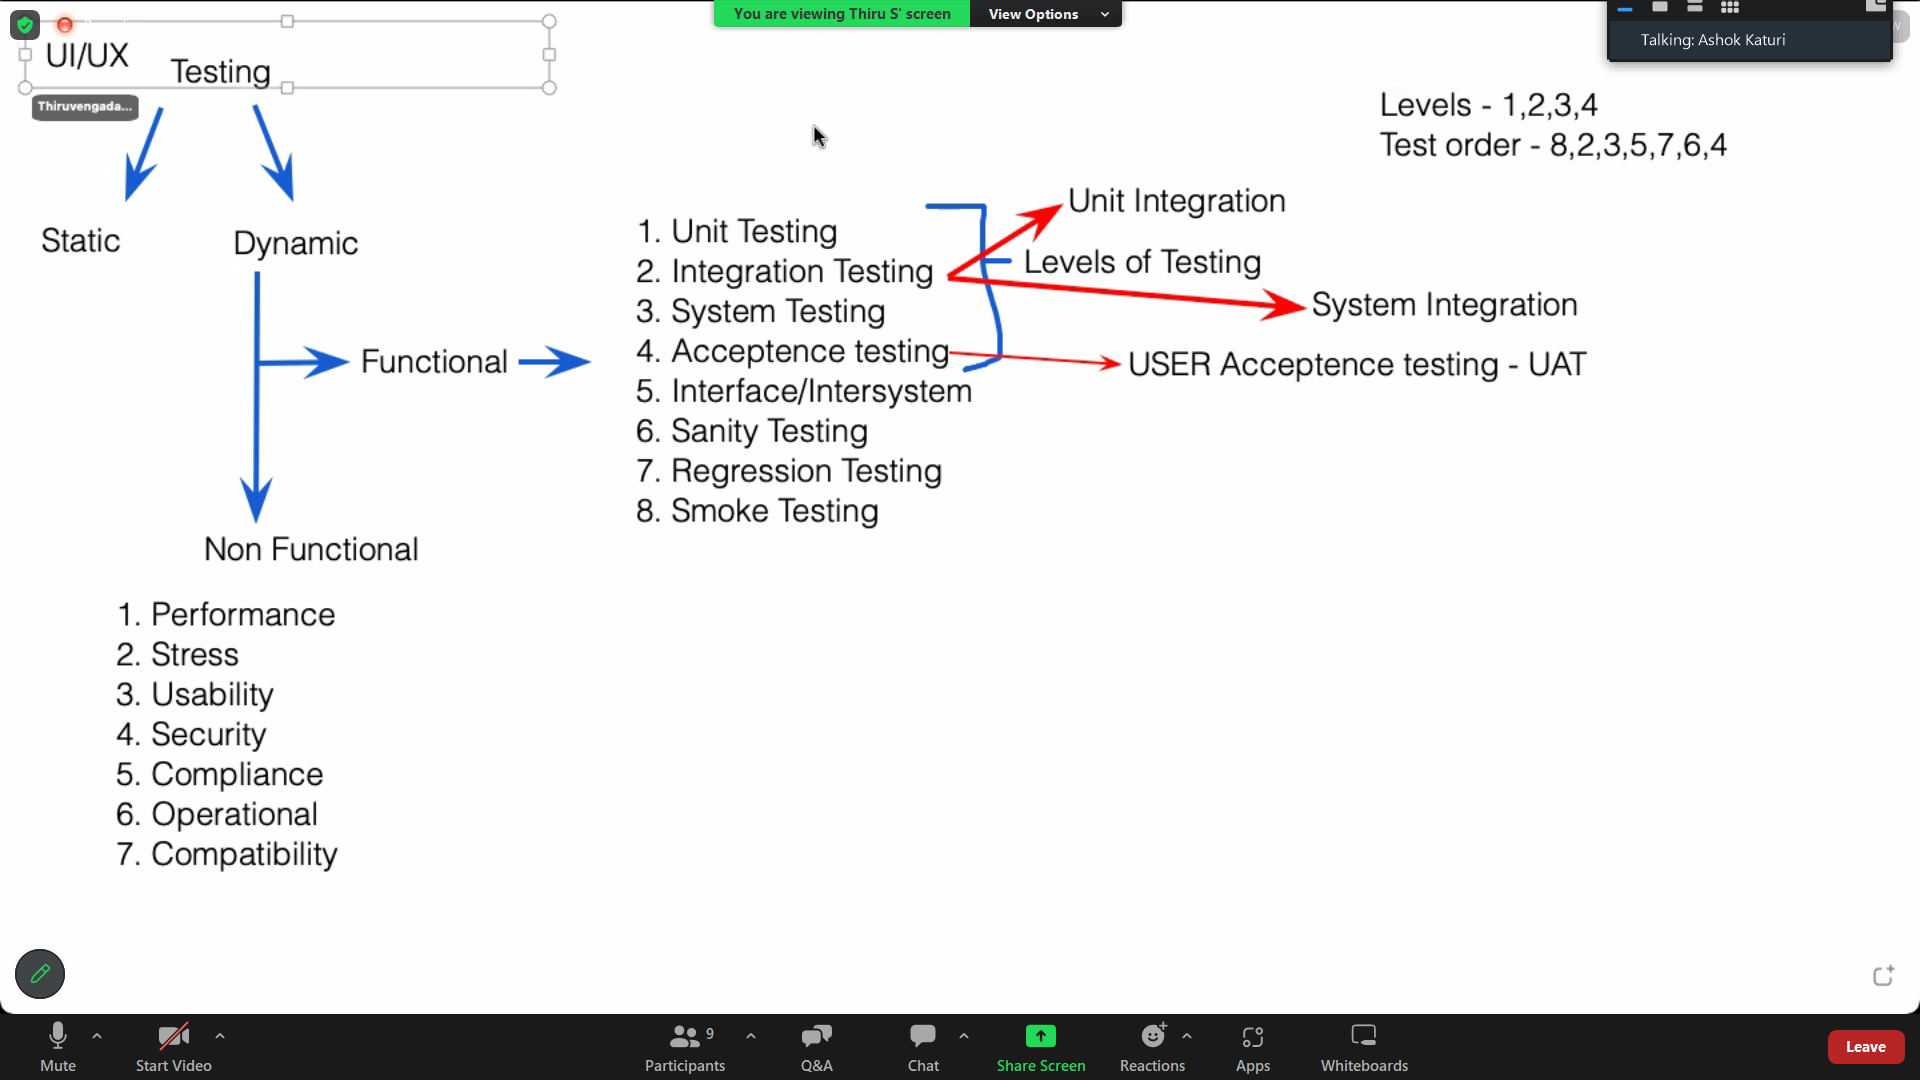 You are viewing Thiru S' screen
View Options
Talking: Ashok Katuri
UI/UX
Testing
Thiruvengada...
Levels - 1,2,3,4
Test order - 8,2,3,5,7,6,4
Static
Dynamic
Functional
Non Functional
1. Performance
2. Stress
3. Usability
4. Security
5. Compliance
6. Operational
7. Compatibility
1. Unit Testing
2. Integration Testing
3. System Testing
4. Acceptence testing
5. Interface/Intersystem
6. Sanity Testing
7. Regression Testing
8. Smoke Testing
Unit Integration
Levels of Testing
System Integration
USER Acceptence testing - UAT
Mute
Start Video
9
Participants
Q&A
Chat
Share Screen
Reactions
Apps
Whiteboards
Leave